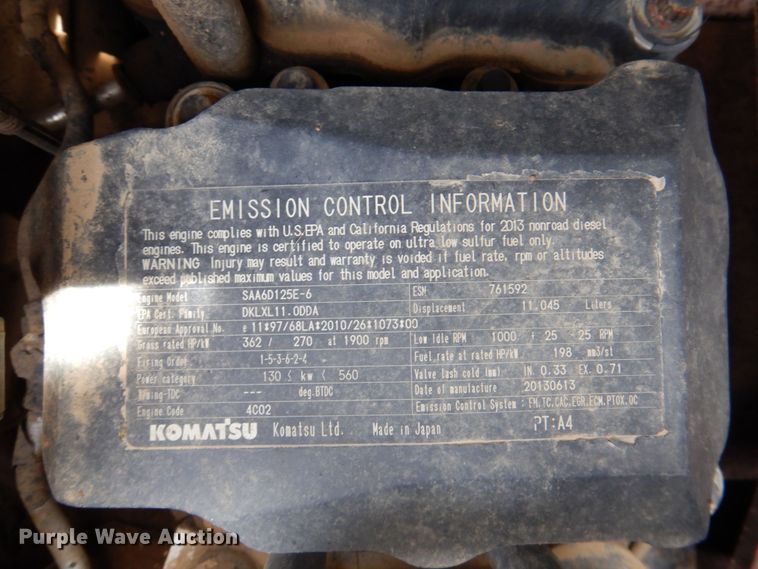 EMISSION CONTROL INFORMATION
This engine complies with U.S.EPA and California Regulations for 2013 nonroad diesel
engines. This engine is certified to operate on ultra low sulfur fuel only.
WARNING Injury may result and warranty is voided if fuel rate, rpm or altitudes
exceed published maximum values for this model and application.
Engine Model SAA6D125E-6 ESN 761592
EPA Cert. Family DKLXL11.0DDA Displacement 11.045 Liters
European Approval No. e 11*97/68LA*2010/26*1073*00
Gross rated HP/kW 362 / 270 at 1900 rpm Low Idle RPM 1000 + 25 - 25 RPM
Firing Order 1-5-3-6-2-4 Fuel rate at rated HP/kW 198 mm3/st
Power category 130 ≤ kw < 560 Valve lash cold (mm) IN. 0.33 EX. 0.71
Timing-TDC --- deg.BTDC Date of manufacture 20130613
Engine Code 4C02 Emission Control System : EM,TC,CAC,EGR,ECM,PTOX,OC
KOMATSU Komatsu Ltd. Made in Japan PT:A4
Purple Wave Auction